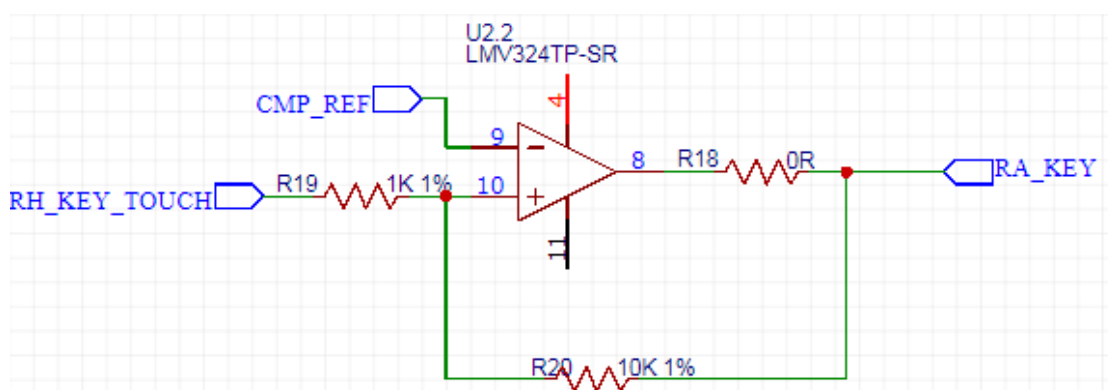 U2.2
LMV324TP-SR
CMP_REF
4
9
8
R18
0R
RA_KEY
RH_KEY_TOUCH
R19
1K 1%
10
11
R20
10K 1%